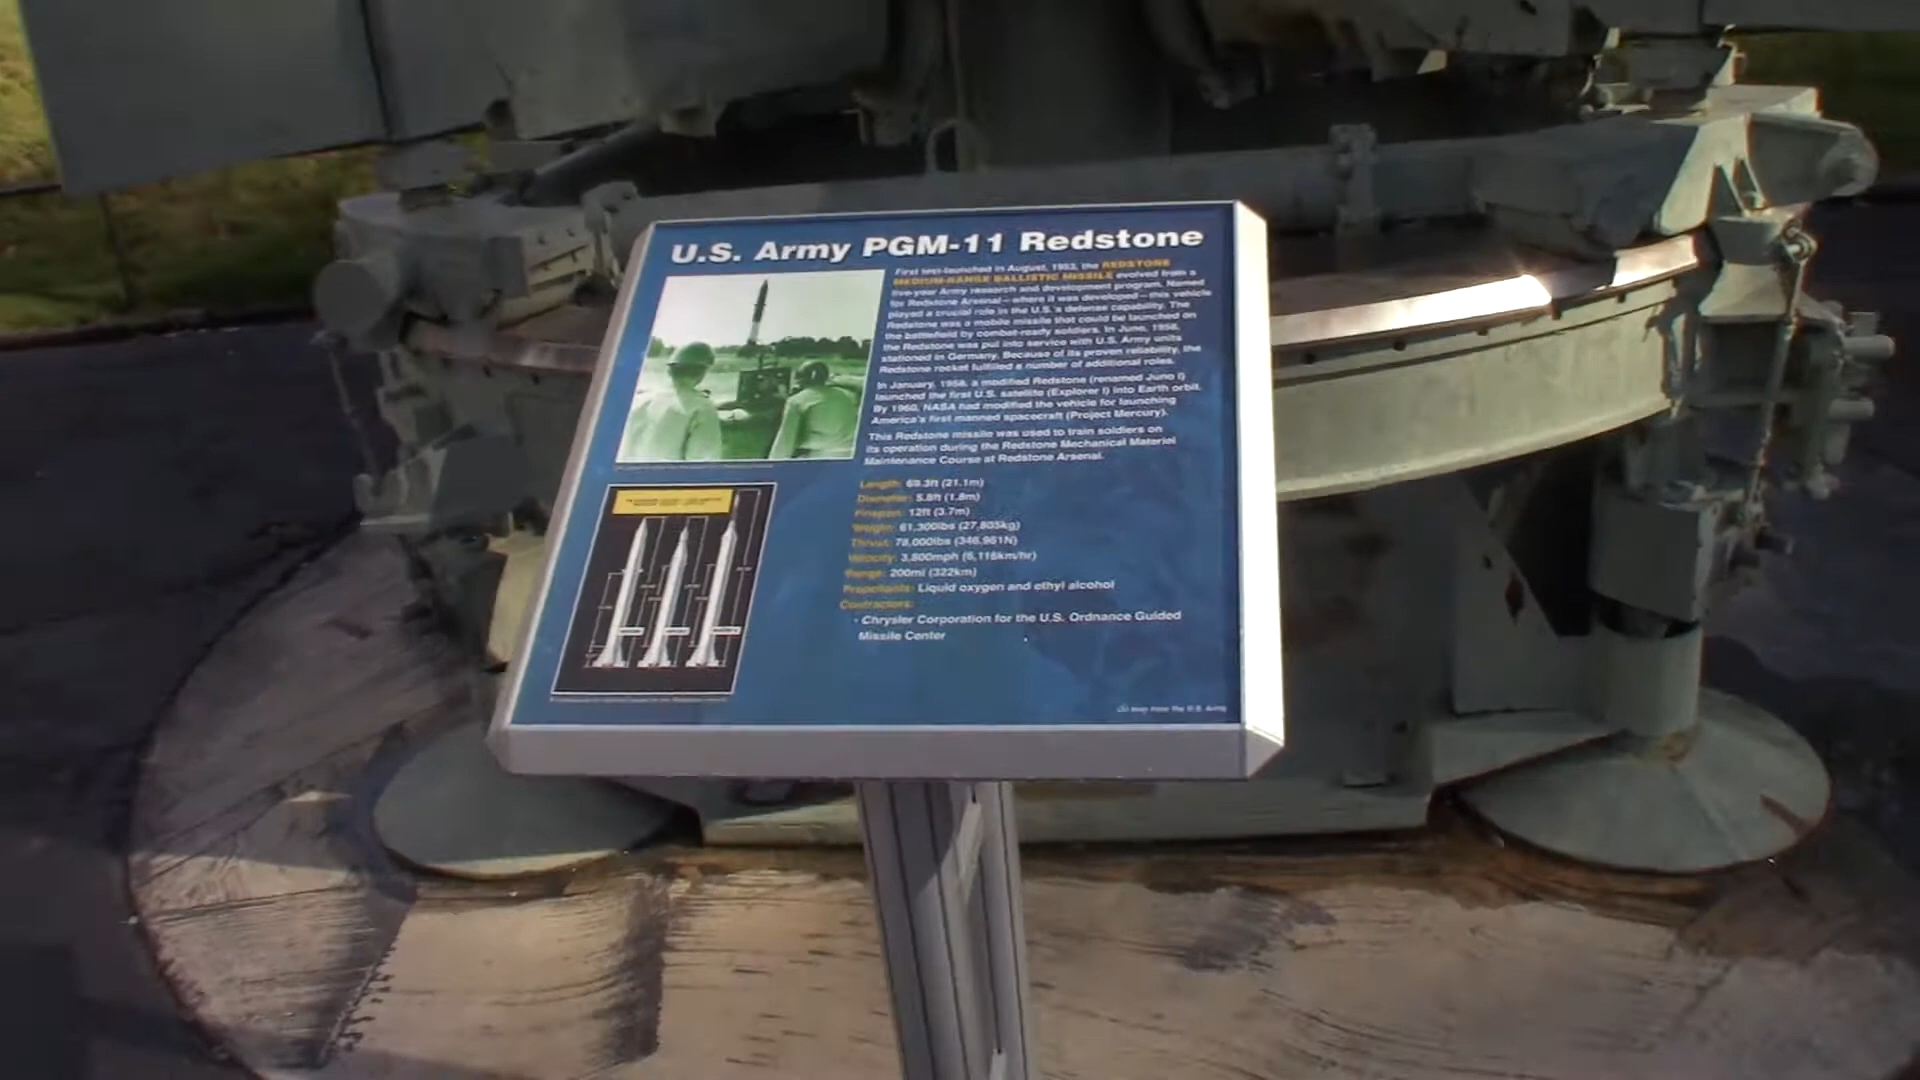 U.S. Army PGM-11 Redstone
First test-launched in August, 1953, the REDSTONE
MEDIUM-RANGE BALLISTIC MISSILE evolved from a
five-year Army research and development program. Named
for Redstone Arsenal—where it was developed—this vehicle
played a crucial role in the U.S.'s defense capability. The
Redstone was a mobile missile that could be launched on
the battlefield by combat-ready soldiers. In June, 1958,
the Redstone was put into service with U.S. Army units
stationed in Germany. Because of its proven reliability, the
Redstone rocket fulfilled a number of additional roles.
In January, 1958, a modified Redstone (renamed Juno I)
launched the first U.S. satellite (Explorer I) into Earth orbit.
By 1960, NASA had modified the vehicle for launching
America's first manned spacecraft (Project Mercury).
This Redstone missile was used to train soldiers on
its operation during the Redstone Mechanical Materiel
Maintenance Course at Redstone Arsenal.
Length: 69.3ft (21.1m)
Diameter: 5.8ft (1.8m)
Finspan: 12ft (3.7m)
Weight: 61,300lbs (27,805kg)
Thrust: 78,000lbs (346,961N)
Velocity: 3,800mph (6,116km/hr)
Range: 200mi (322km)
Propellants: Liquid oxygen and ethyl alcohol
Contractors:
• Chrysler Corporation for the U.S. Ordnance Guided
Missile Center
the U.S. Army